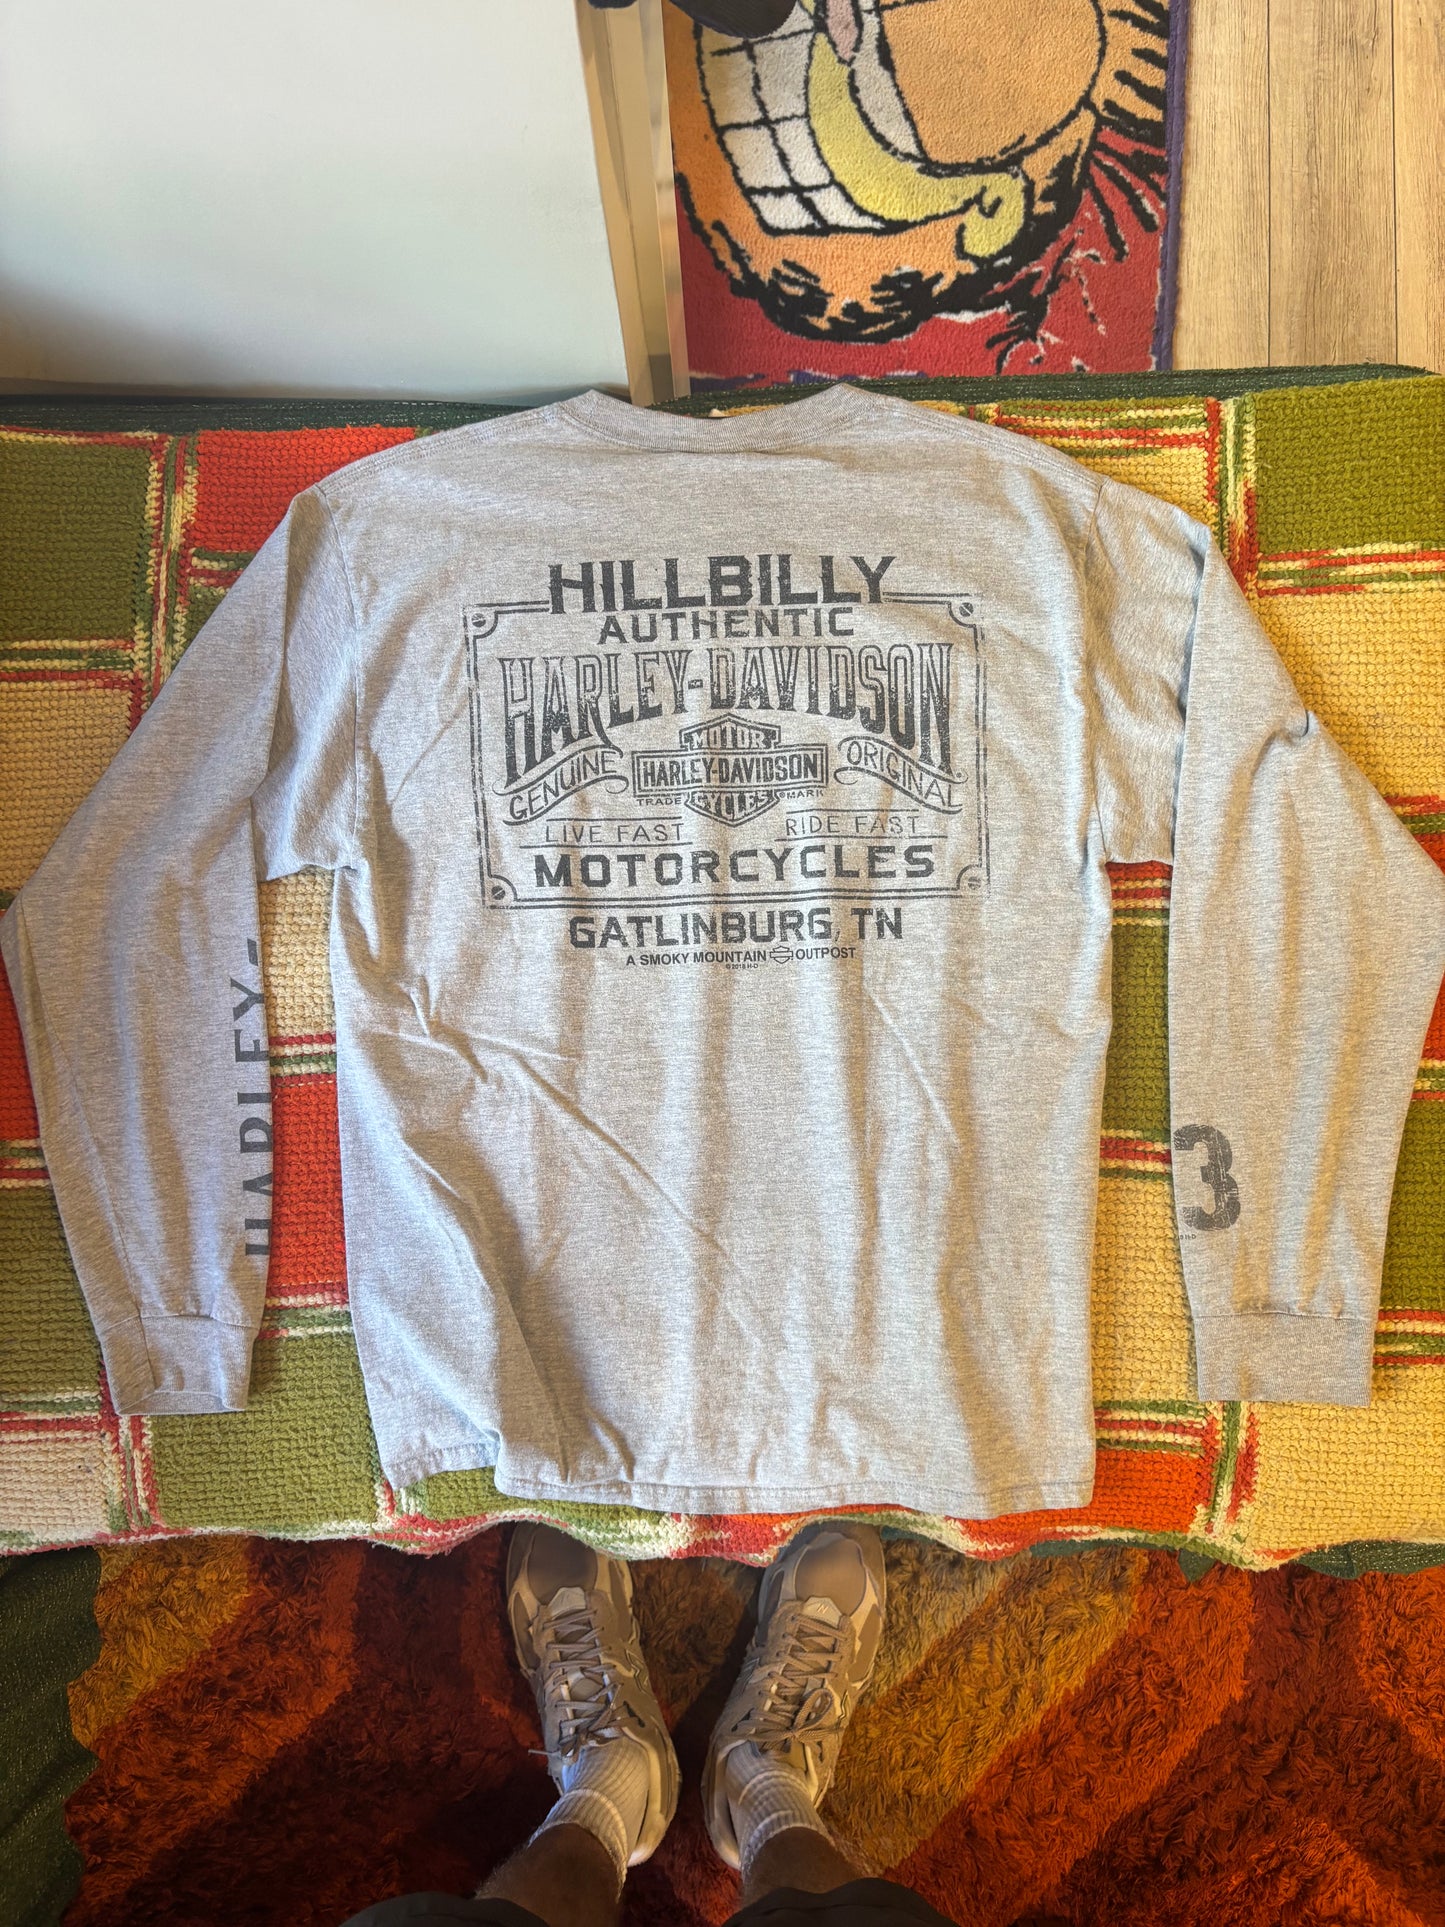 HILLBILLY
AUTHENTIC
HARLEY-DAVIDSON
GENUINE
MOTOR
HARLEY-DAVIDSON
CYCLES
ORIGINAL
TRADE
MARK
LIVE FAST
RIDE FAST
MOTORCYCLES
GATLINBURG, TN
A SMOKY MOUNTAIN OUTPOST
HARLEY-
3